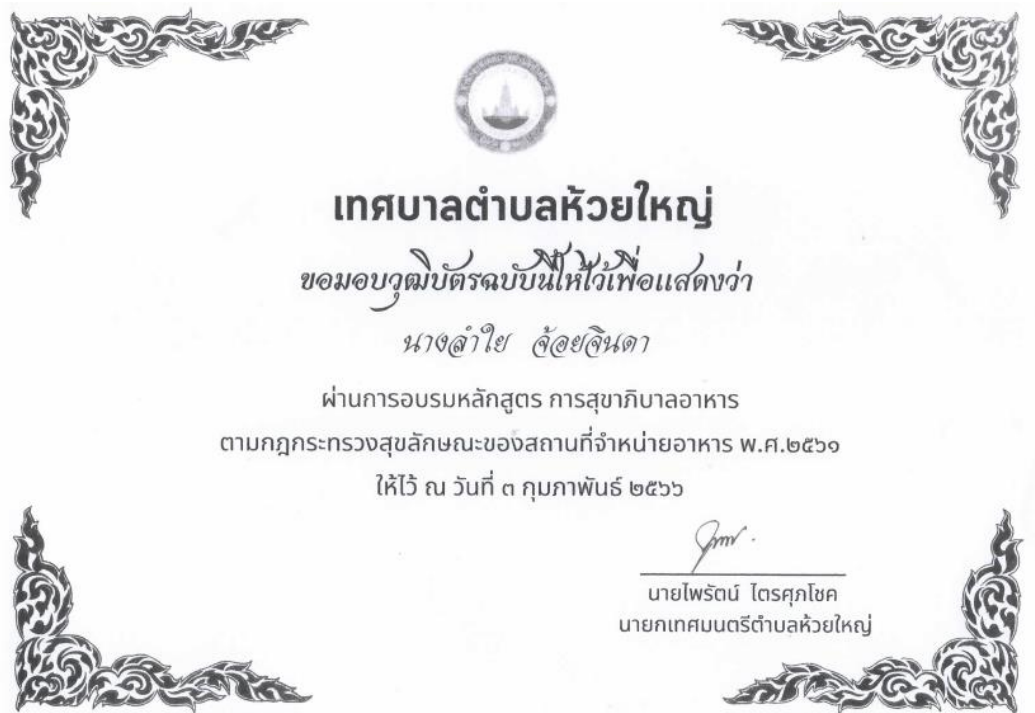 เทศบาลตำบลห้วยใหญ่
ขอมอบวุฒิบัตรฉบับนี้ให้ไว้เพื่อแสดงว่า
นางลำใย จ้อยจินดา
ผ่านการอบรมหลักสูตร การสุขาภิบาลอาหาร
ตามกฎกระทรวงสุขลักษณะของสถานที่จำหน่ายอาหาร พ.ศ.๒๕๖๑
ให้ไว้ ณ วันที่ ๓ กุมภาพันธ์ ๒๕๖๖
นายไพรัตน์ ไตรศุภโชค
นายกเทศมนตรีตำบลห้วยใหญ่